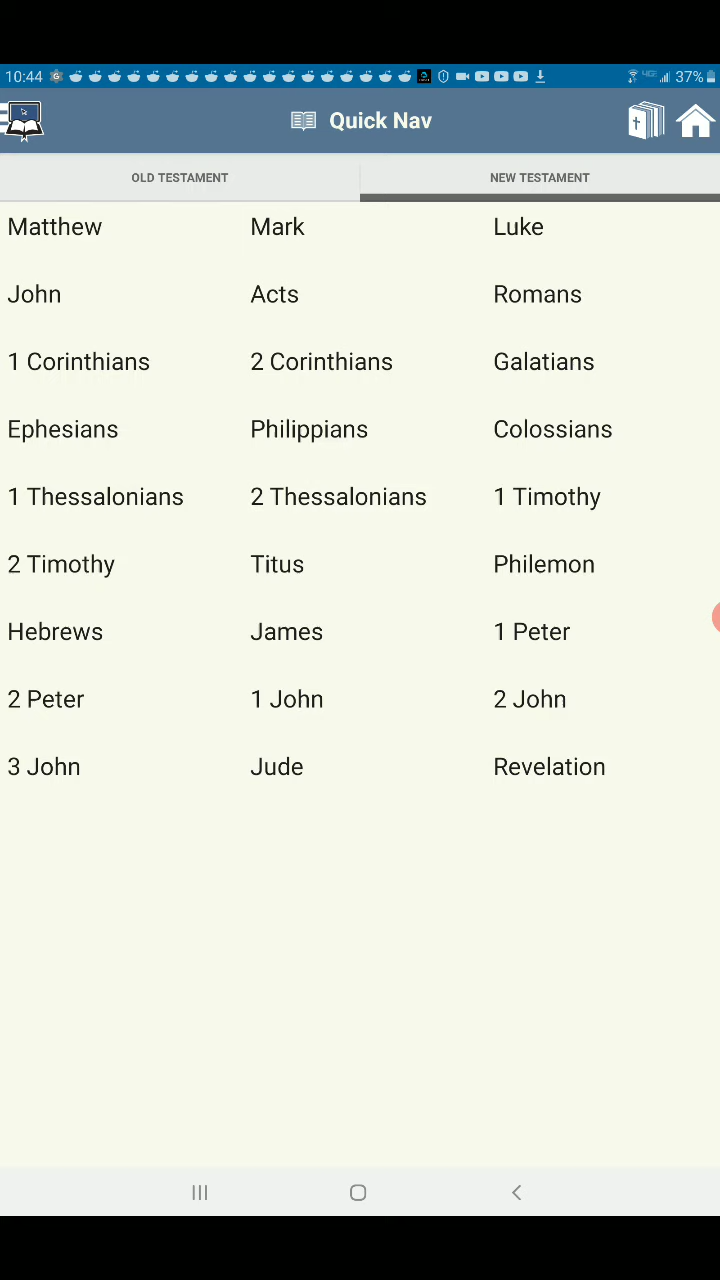 10:44 37%
Quick Nav
OLD TESTAMENT NEW TESTAMENT
Matthew Mark Luke
John Acts Romans
1 Corinthians 2 Corinthians Galatians
Ephesians Philippians Colossians
1 Thessalonians 2 Thessalonians 1 Timothy
2 Timothy Titus Philemon
Hebrews James 1 Peter
2 Peter 1 John 2 John
3 John Jude Revelation